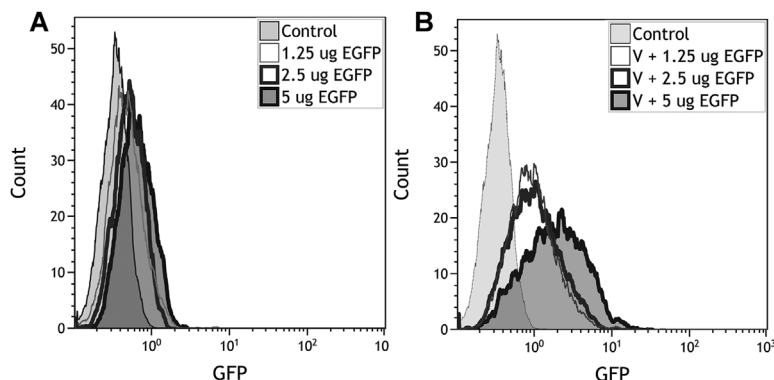 A
Control
1.25 ug EGFP
2.5 ug EGFP
5 ug EGFP
50
40
30
20
10
0
Count
10⁰
10¹
10²
10
GFP
B
Control
V + 1.25 ug EGFP
V + 2.5 ug EGFP
V + 5 ug EGFP
50
40
30
20
10
0
Count
10⁰
10¹
10²
10³
GFP